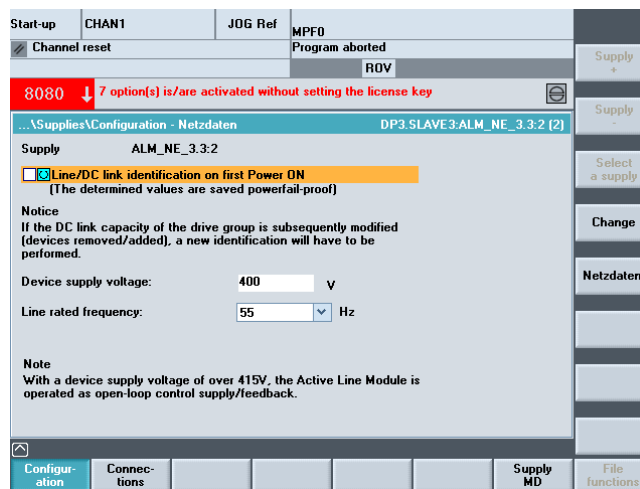 Start-up CHAN1 JOG Ref MPF0
Channel reset Program aborted
ROV
8080 7 option(s) is/are activated without setting the license key
...\Supplies\Configuration - Netzdaten DP3.SLAVE3:ALM_NE_3.3:2 (2)
Supply ALM_NE_3.3:2
Line/DC link identification on first Power ON
(The determined values are saved powerfail-proof)
Notice
If the DC link capacity of the drive group is subsequently modified
(devices removed/added), a new identification will have to be
performed.
Device supply voltage: 400 V
Line rated frequency: 55 Hz
Note
With a device supply voltage of over 415V, the Active Line Module is
operated as open-loop control supply/feedback.
Supply
+
Supply
-
Select
a supply
Change
Netzdaten
Configur-
ation
Connec-
tions
Supply
MD
File
functions